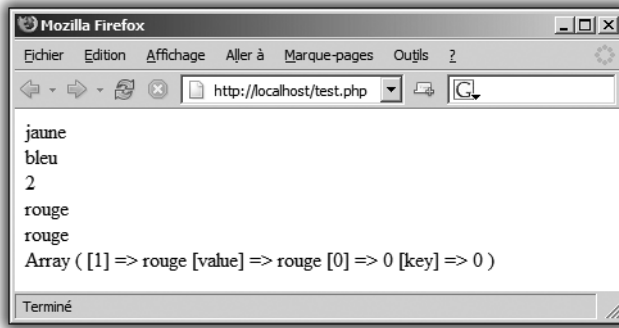 Mozilla Firefox
Fichier Edition Affichage Aller à Marque-pages Outils ?
http://localhost/test.php G
jaune
bleu
2
rouge
rouge
Array ( [1] => rouge [value] => rouge [0] => 0 [key] => 0 )
Terminé